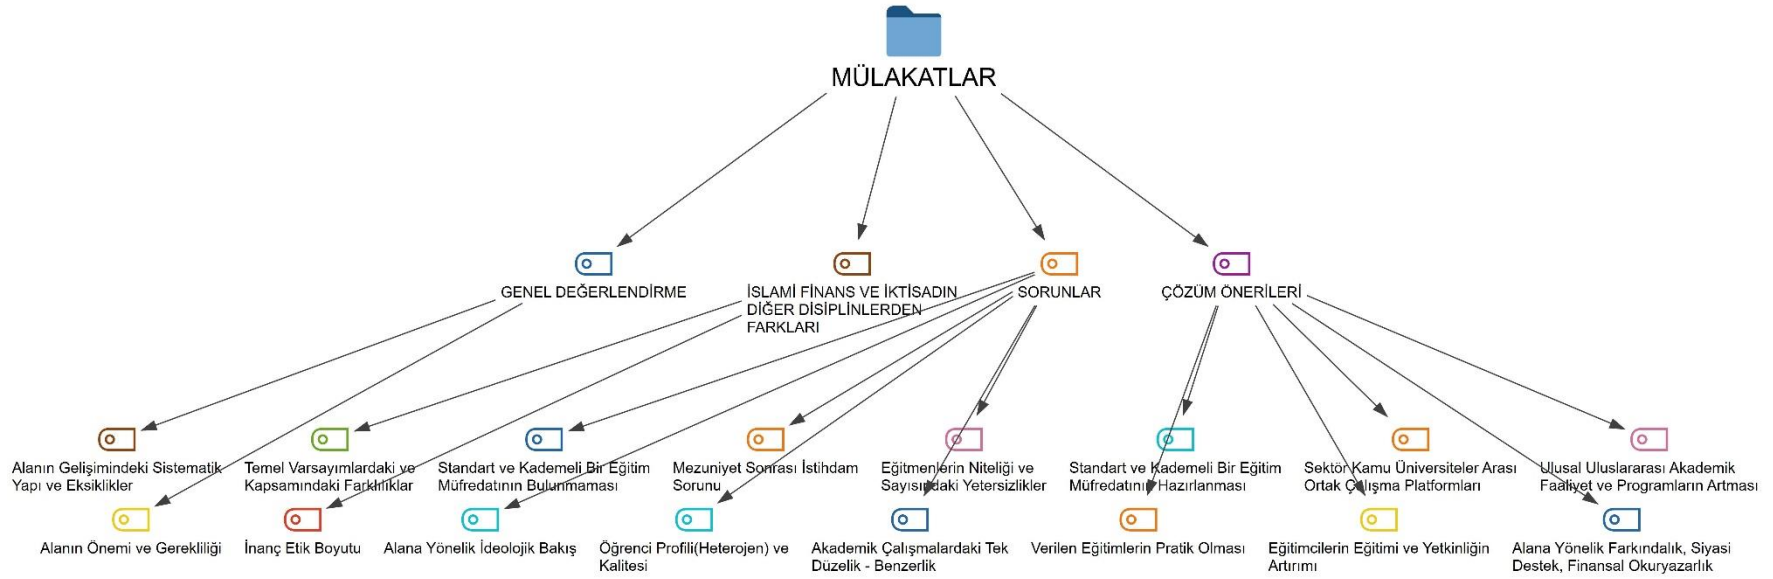 MÜLAKATLAR
GENEL DEĞERLENDİRME
İSLAMİ FİNANS VE İKTİSADIN
DİĞER DİSİPLİNLERDEN
FARKLARI
SORUNLAR
ÇÖZÜM ÖNERİLERİ
Alanın Gelişimindeki Sistematik
Yapı ve Eksiklikler
Temel Varsayımlardaki ve
Kapsamındaki Farklılıklar
Standart ve Kademeli Bir Eğitim
Müfredatının Bulunmaması
Mezuniyet Sonrası İstihdam
Sorunu
Eğitmenlerin Niteliği ve
Sayısındaki Yetersizlikler
Standart ve Kademeli Bir Eğitim
Müfredatının Hazırlanması
Sektör Kamu Üniversiteler Arası
Ortak Çalışma Platformları
Ulusal Uluslararası Akademik
Faaliyet ve Programların Artması
Alanın Önemi ve Gerekliliği
İnanç Etik Boyutu
Alana Yönelik İdeolojik Bakış
Öğrenci Profili(Heterojen) ve
Kalitesi
Akademik Çalışmalardaki Tek
Düzelik - Benzerlik
Verilen Eğitimlerin Pratik Olması
Eğitimcilerin Eğitimi ve Yetkinliğin
Artırımı
Alana Yönelik Farkındalık, Siyasi
Destek, Finansal Okuryazarlık